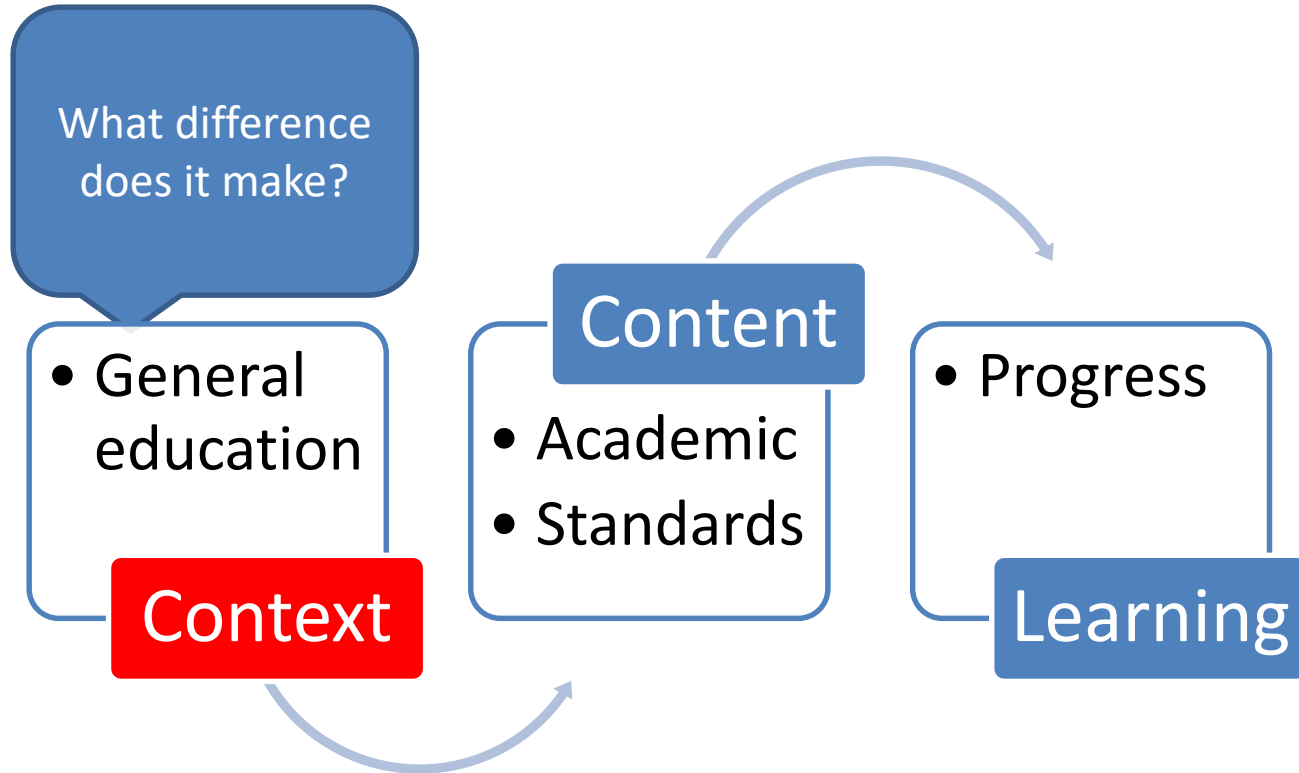 What difference
does it make?
• General
education
Context
Content
• Academic
• Standards
• Progress
Learning